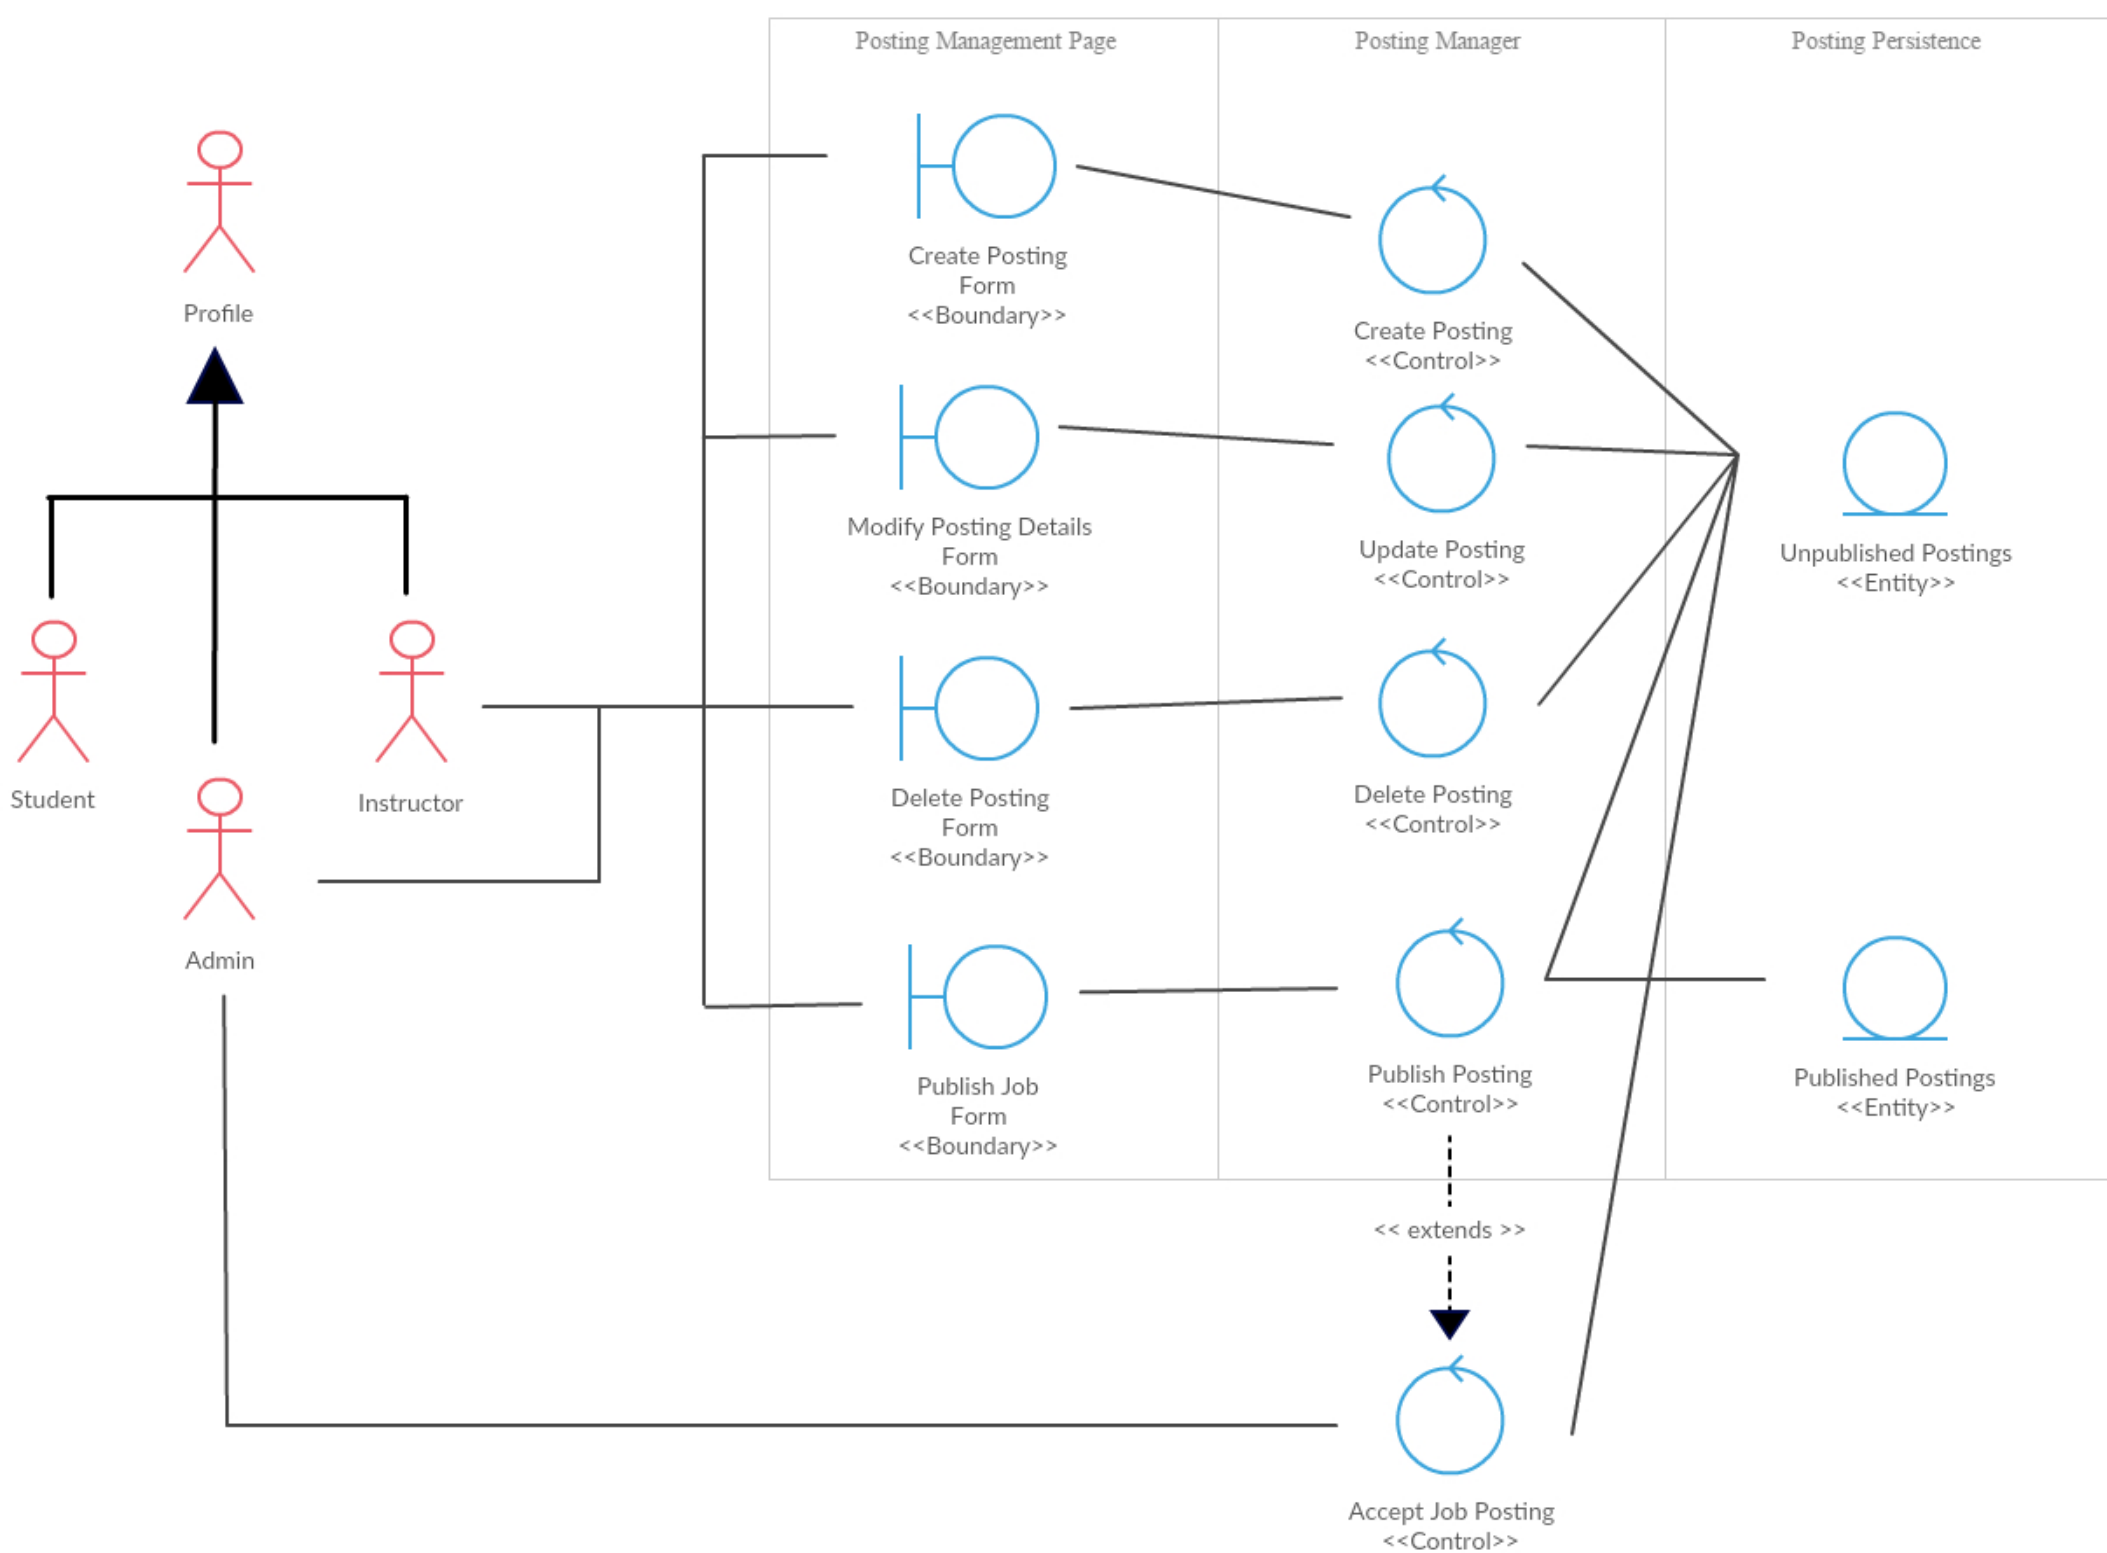 Posting Management Page
Posting Manager
Posting Persistence
Profile
Student
Instructor
Admin
Create Posting
Form
<<Boundary>>
Modify Posting Details
Form
<<Boundary>>
Delete Posting
Form
<<Boundary>>
Publish Job
Form
<<Boundary>>
Create Posting
<<Control>>
Update Posting
<<Control>>
Delete Posting
<<Control>>
Publish Posting
<<Control>>
<< extends >>
Accept Job Posting
<<Control>>
Unpublished Postings
<<Entity>>
Published Postings
<<Entity>>